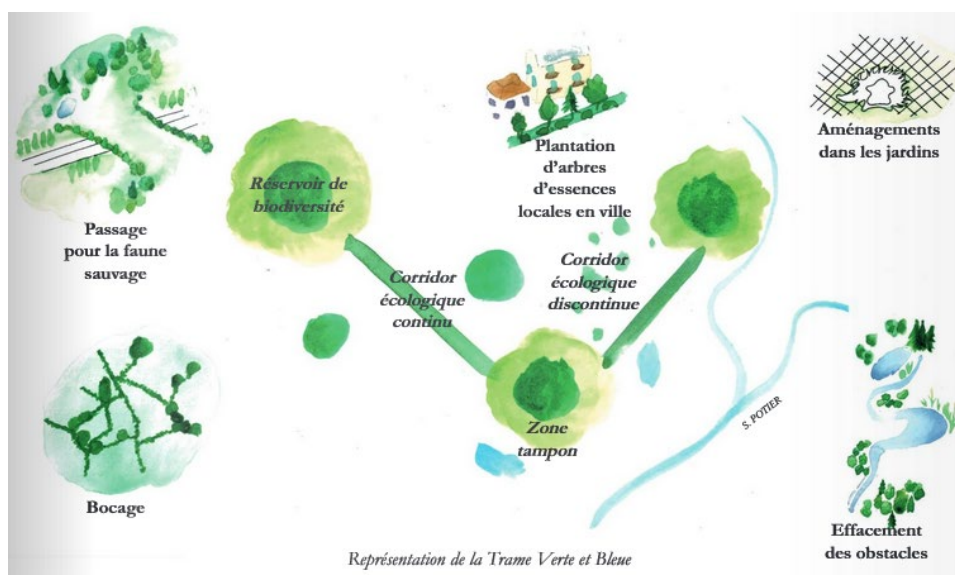 Réservoir de
biodiversité
Passage
pour la faune
sauvage
Plantation
d'arbres
d'essences
locales en ville
Aménagements
dans les jardins
Corridor
écologique
continu
Corridor
écologique
discontinue
Zone
tampon
S. POTIER
Bocage
Effacement
des obstacles
Représentation de la Trame Verte et Bleue